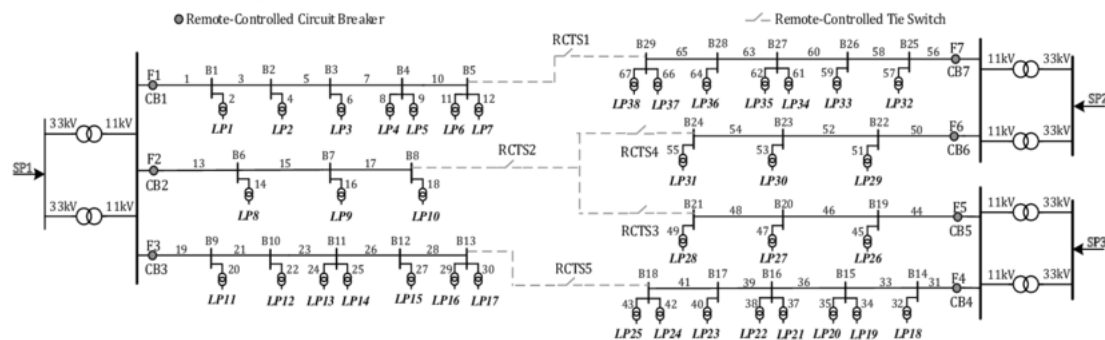 Remote-Controlled Circuit Breaker
Remote-Controlled Tie Switch
RCTS1
F1 B1 B2 B3 B4 B5
1 3 5 7 10
CB1 2 4 6 8 9 11 12
LP1 LP2 LP3 LP4 LP5 LP6 LP7
B29 B28 B27 B26 B25 F7
65 63 60 58 56
67 66 64 62 61 59 57 CB7
LP38 LP37 LP36 LP35 LP34 LP33 LP32
33kV 11kV
SP1
33kV 11kV
11kV 33kV
SP2
11kV 33kV
F2 B6 B7 B8 RCTS2
13 15 17
CB2 14 16 18
LP8 LP9 LP10
RCTS4 B24 B23 B22 F6
54 52 50
55 53 51 CB6
LP31 LP30 LP29
RCTS3 B21 B20 B19 F5
48 46 44
49 47 45 CB5
LP28 LP27 LP26
11kV 33kV
SP3
11kV 33kV
F3 B9 B10 B11 B12 B13
19 21 23 26 28
CB3 20 22 24 25 27 29 30
LP11 LP12 LP13 LP14 LP15 LP16 LP17
RCTS5
B18 B17 B16 B15 B14 F4
41 39 36 33 31
43 42 40 38 37 35 34 32 CB4
LP25 LP24 LP23 LP22 LP21 LP20 LP19 LP18